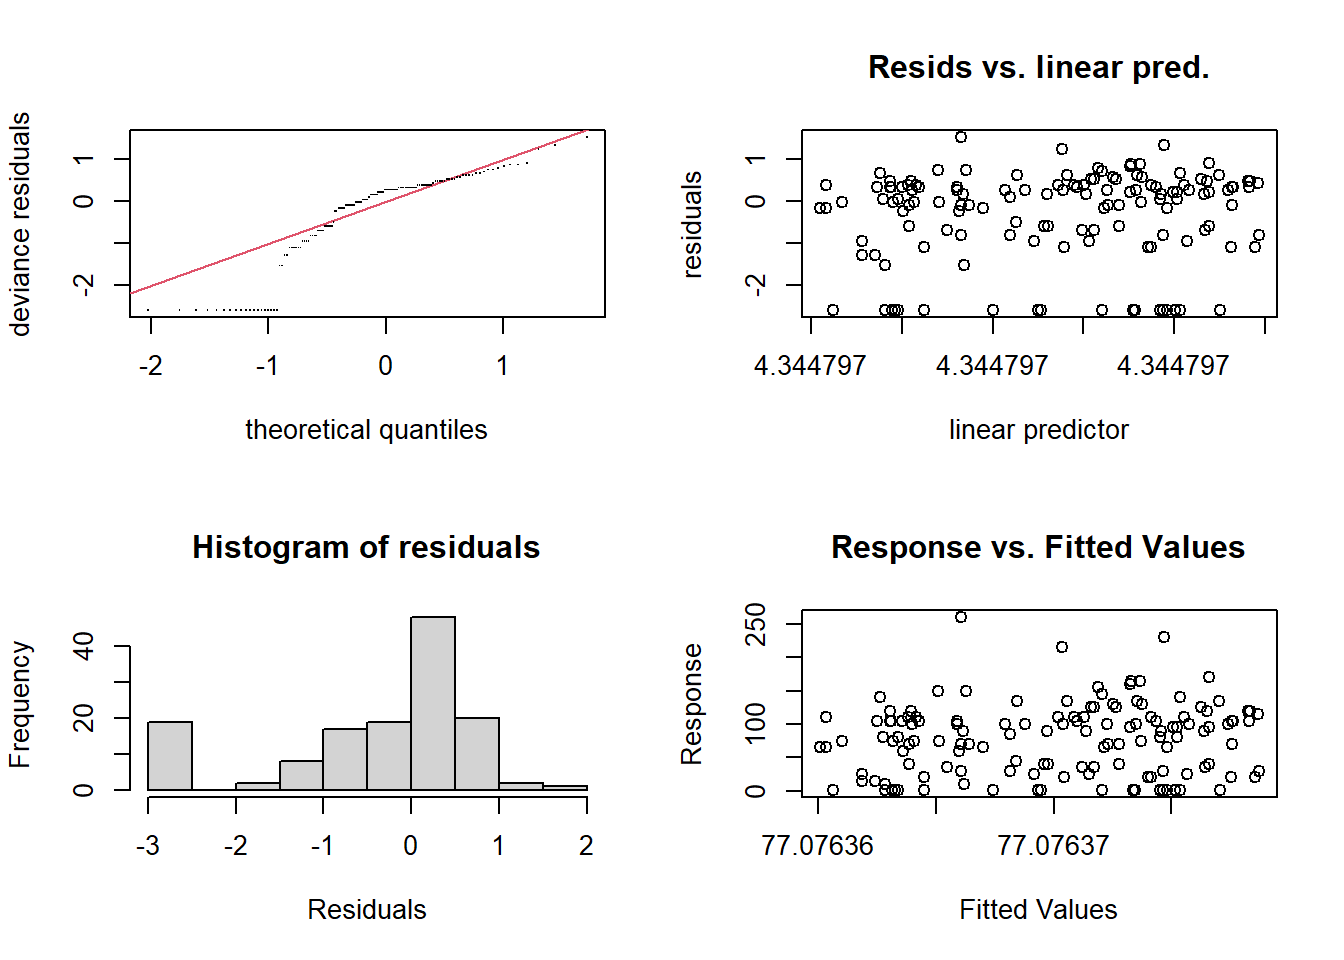 deviance residuals
1
0
-2
-2
-1
0
1
theoretical quantiles
Resids vs. linear pred.
residuals
1
0
-2
4.344797
4.344797
4.344797
linear predictor
Histogram of residuals
Frequency
40
20
0
-3
-2
-1
0
1
2
Residuals
Response vs. Fitted Values
Response
250
100
0
77.07636
77.07637
Fitted Values